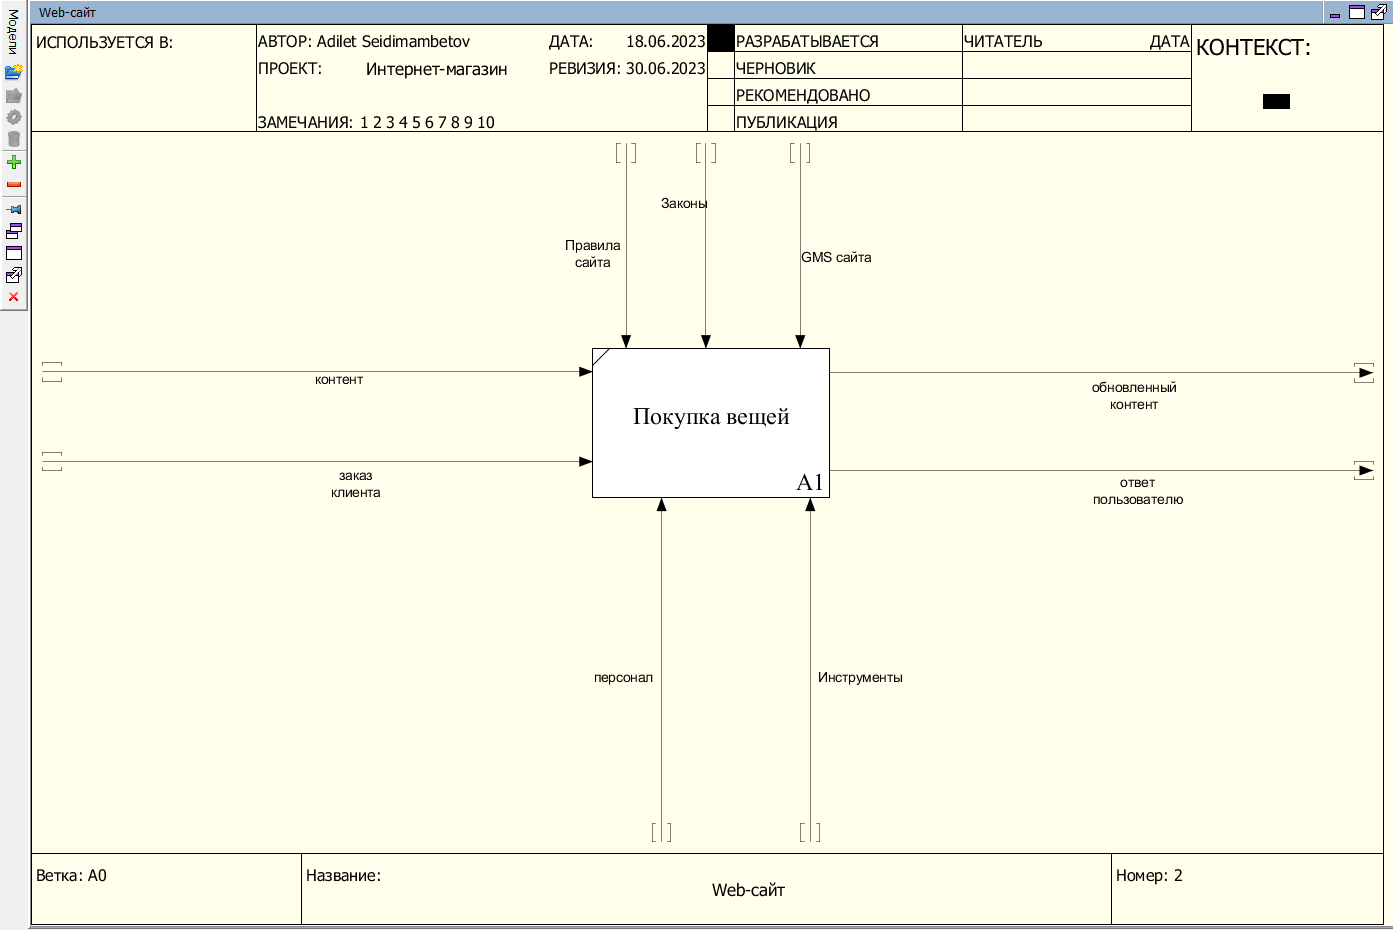 Web-сайт
Модели
ИСПОЛЬЗУЕТСЯ В:
АВТОР: Adilet Seidimambetov
ДАТА: 18.06.2023
ПРОЕКТ: Интернет-магазин
РЕВИЗИЯ: 30.06.2023
ЗАМЕЧАНИЯ: 1 2 3 4 5 6 7 8 9 10
РАЗРАБАТЫВАЕТСЯ
ЧЕРНОВИК
РЕКОМЕНДОВАНО
ПУБЛИКАЦИЯ
ЧИТАТЕЛЬ ДАТА
КОНТЕКСТ:
Законы
Правила
сайта
GMS сайта
контент
заказ
клиента
Покупка вещей
A1
обновленный
контент
ответ
пользователю
персонал
Инструменты
Ветка: A0
Название:
Web-сайт
Номер: 2